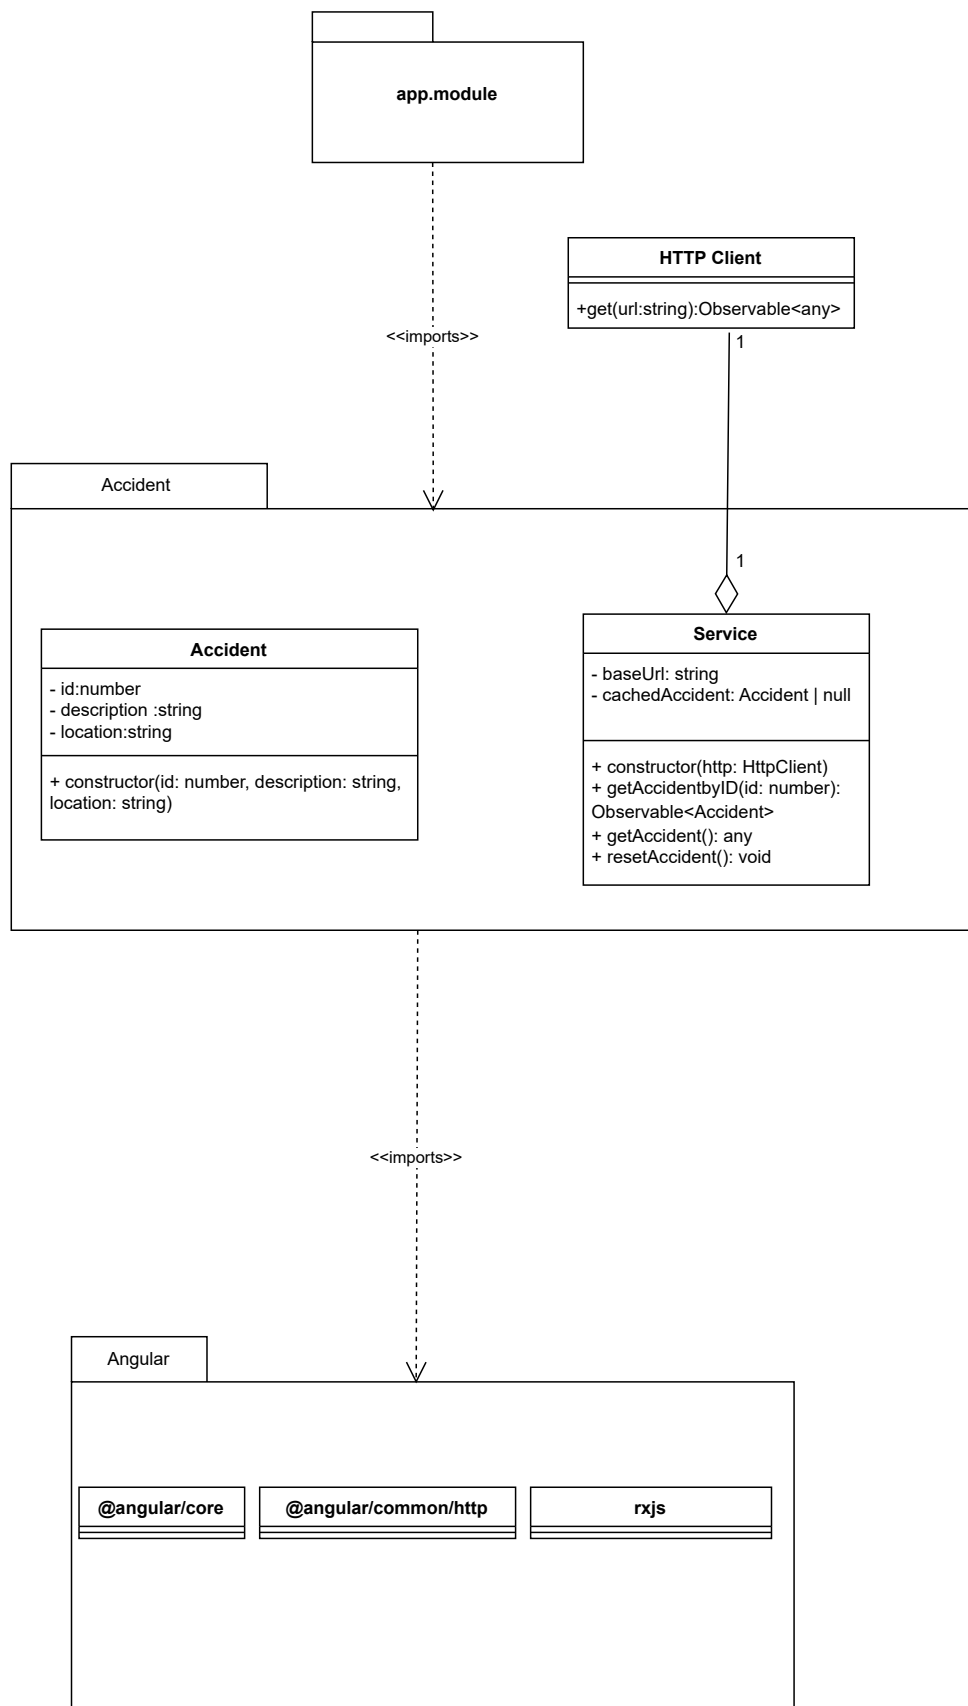 app.module
HTTP Client
+get(url:string):Observable<any>
<<imports>>
1
Accident
1
Accident
- id:number
- description :string
- location:string
+ constructor(id: number, description: string,
location: string)
Service
- baseUrl: string
- cachedAccident: Accident | null
+ constructor(http: HttpClient)
+ getAccidentbyID(id: number):
Observable<Accident>
+ getAccident(): any
+ resetAccident(): void
<<imports>>
Angular
@angular/core
@angular/common/http
rxjs